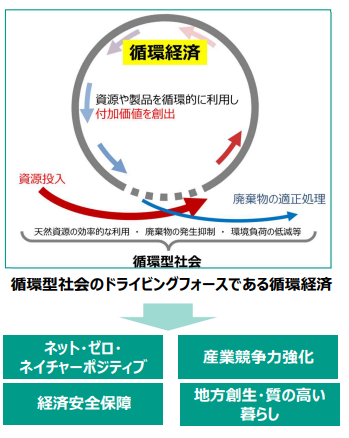 循環経済
資源や製品を循環的に利用し
付加価値を創出
資源投入
廃棄物の適正処理
天然資源の効率的な利用 ・ 廃棄物の発生抑制 ・ 環境負荷の低減等
循環型社会
循環型社会のドライビングフォースである循環経済
ネット・ゼロ・
ネイチャーポジティブ
産業競争力強化
経済安全保障
地方創生・質の高い
暮らし